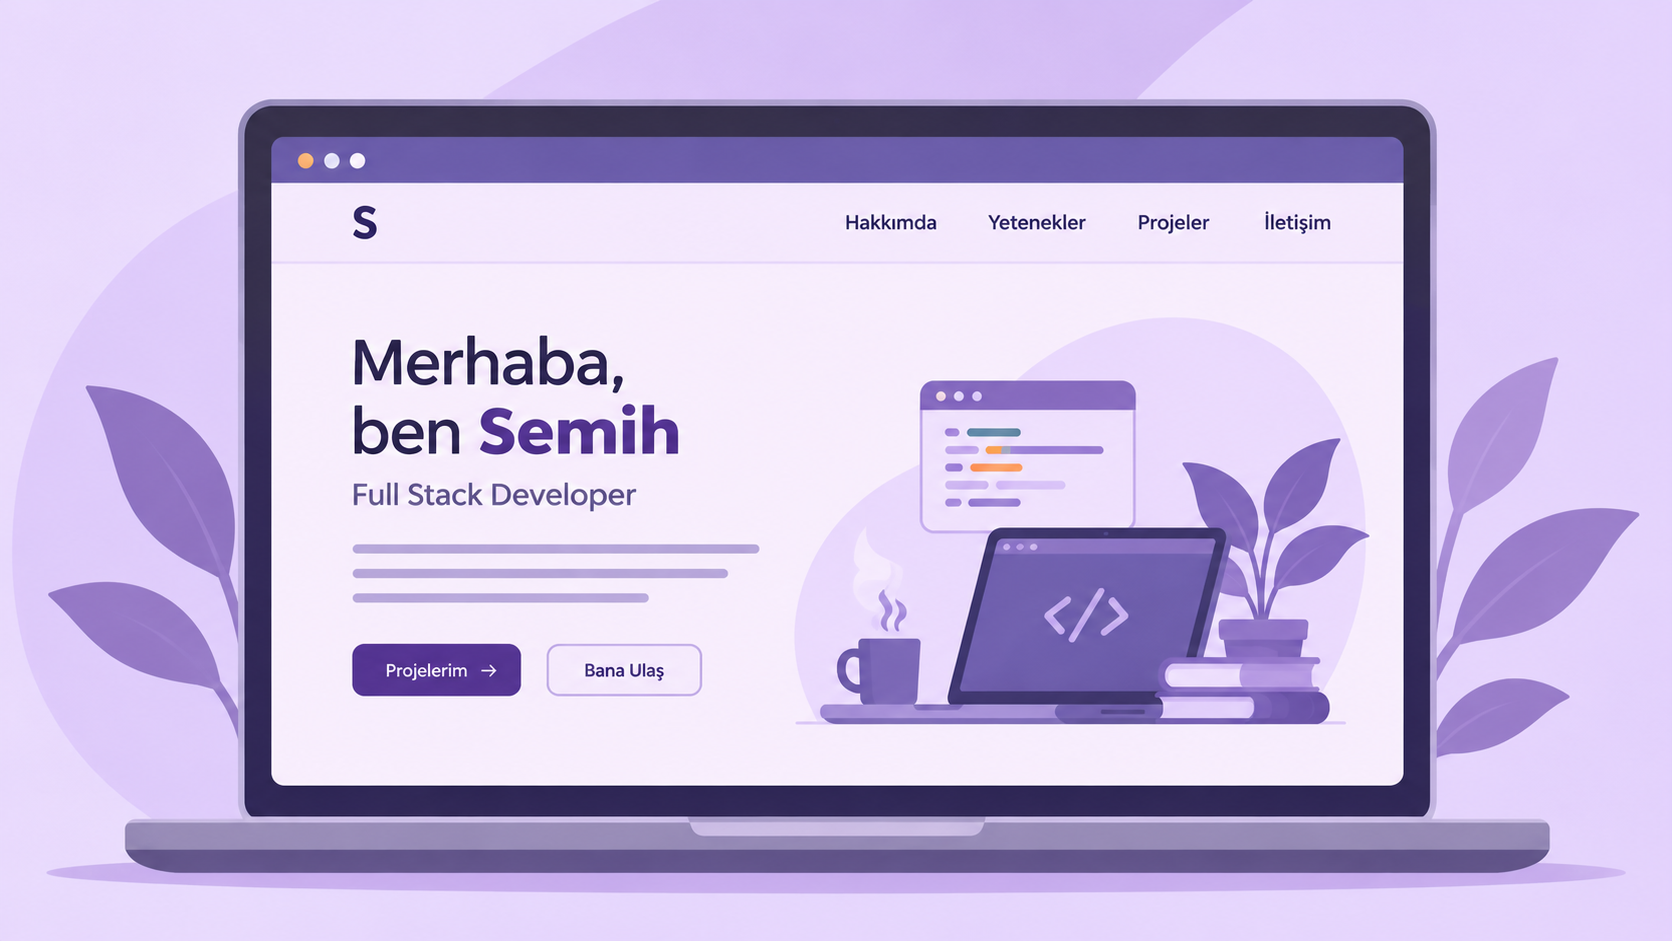 S
Hakkımda Yetenekler Projeler İletişim
Merhaba,
ben Semih
Full Stack Developer
Projelerim → Bana Ulaş
</>